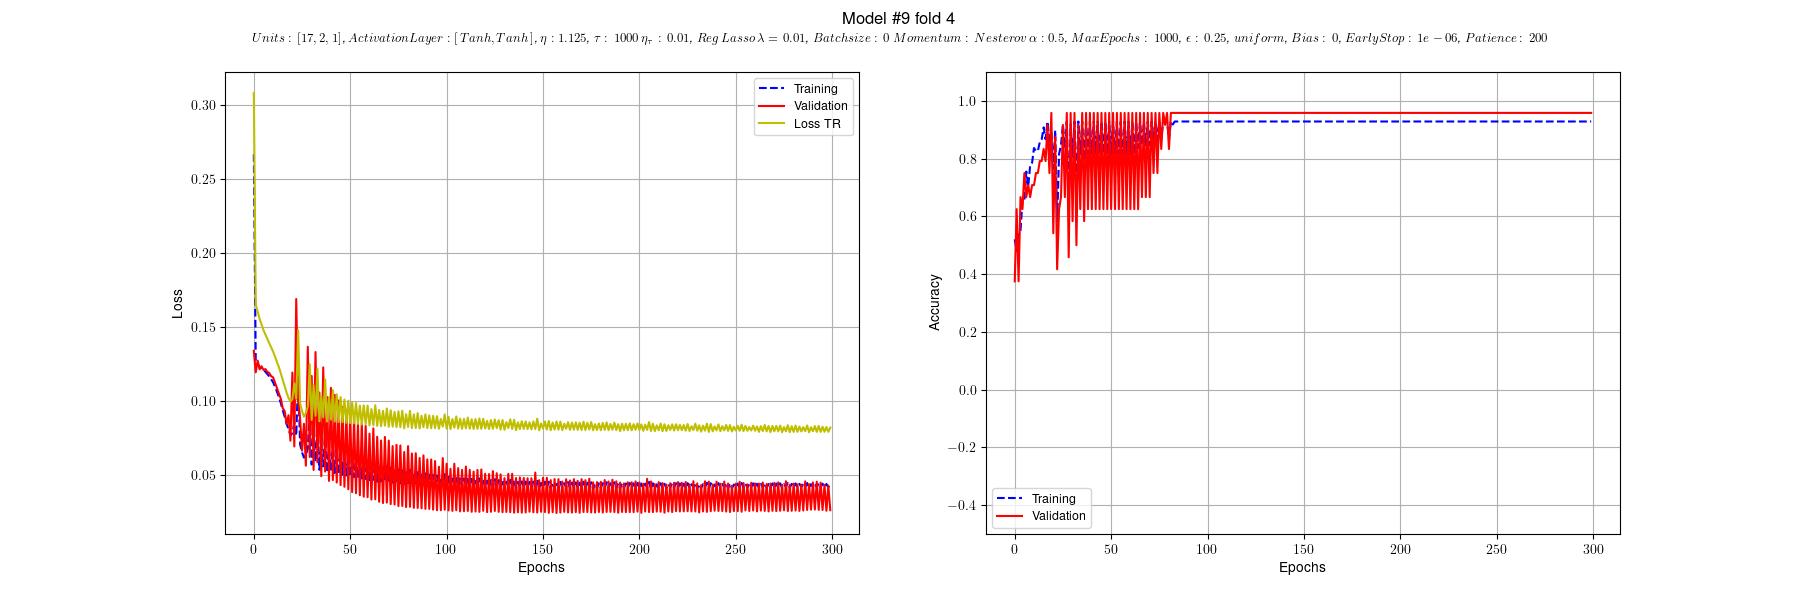 Model #9 fold 4
Units : [17, 2, 1], ActivationLayer : [Tanh, Tanh], η : 1.125, τ : 1000 η_τ : 0.01, Reg Lasso λ = 0.01, Batchsize : 0 Momentum : Nesterov α : 0.5, MaxEpochs : 1000, ϵ : 0.25, uniform, Bias : 0, EarlyStop : 1e − 06, Patience : 200
Training
Validation
Loss TR
0.30
0.25
0.20
0.15
0.10
0.05
Loss
0 50 100 150 200 250 300
Epochs
1.0
0.8
0.6
0.4
0.2
0.0
−0.2
−0.4
Accuracy
Training
Validation
0 50 100 150 200 250 300
Epochs